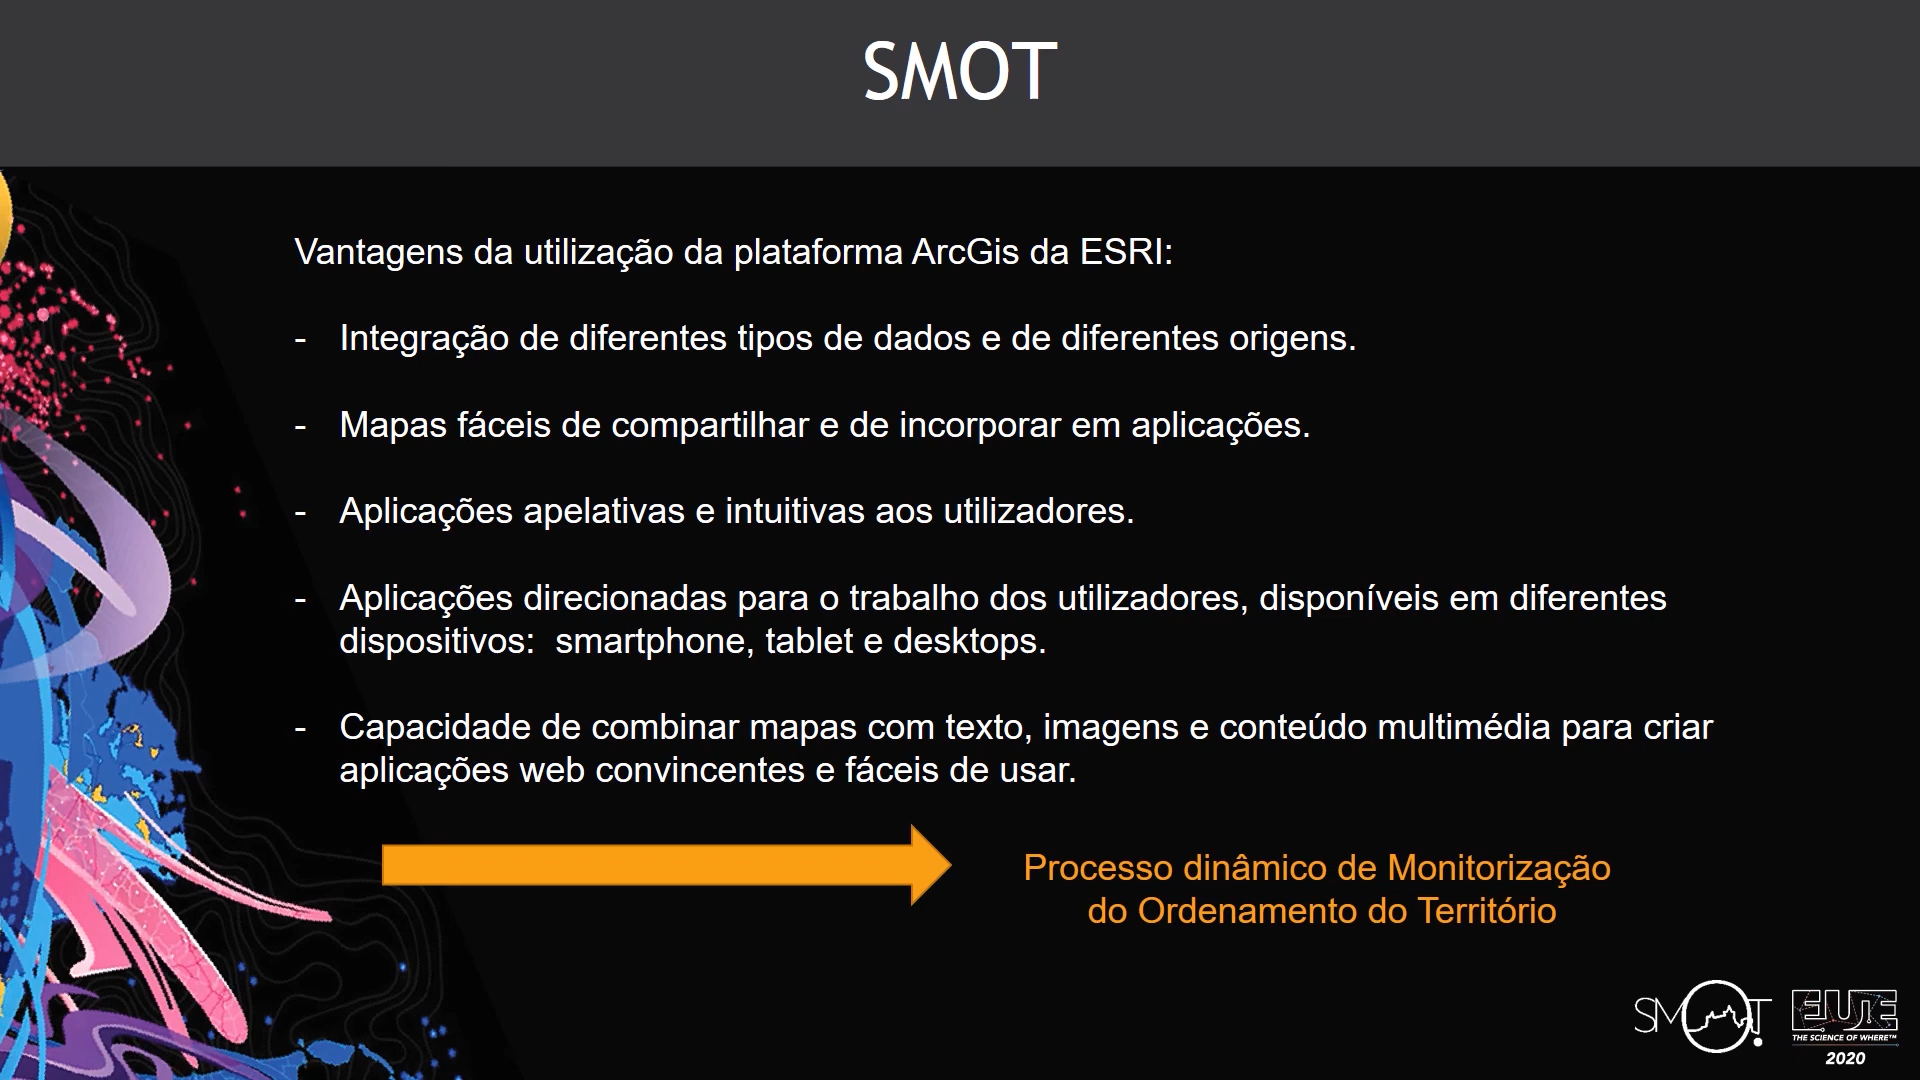 SMOT
Vantagens da utilização da plataforma ArcGis da ESRI:
- Integração de diferentes tipos de dados e de diferentes origens.
- Mapas fáceis de compartilhar e de incorporar em aplicações.
- Aplicações apelativas e intuitivas aos utilizadores.
- Aplicações direcionadas para o trabalho dos utilizadores, disponíveis em diferentes
dispositivos:  smartphone, tablet e desktops.
- Capacidade de combinar mapas com texto, imagens e conteúdo multimédia para criar
aplicações web convincentes e fáceis de usar.
Processo dinâmico de Monitorização
do Ordenamento do Território
SMOT
EUE
THE SCIENCE OF WHERE™
2020